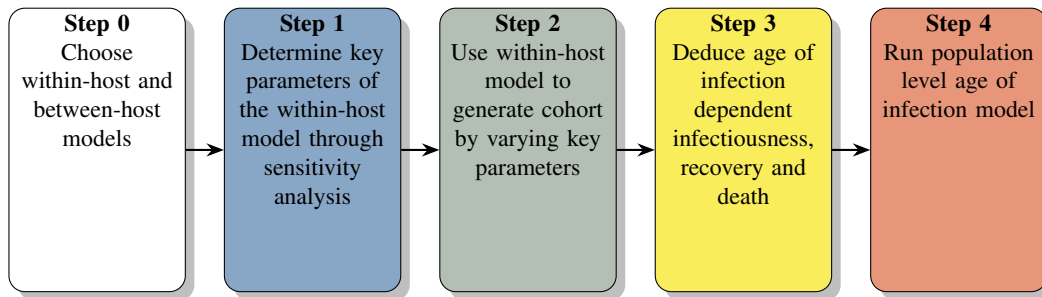 Step 0
Choose
within-host and
between-host
models
Step 1
Determine key
parameters of
the within-host
model through
sensitivity
analysis
Step 2
Use within-host
model to
generate cohort
by varying key
parameters
Step 3
Deduce age of
infection
dependent
infectiousness,
recovery and
death
Step 4
Run population
level age of
infection model